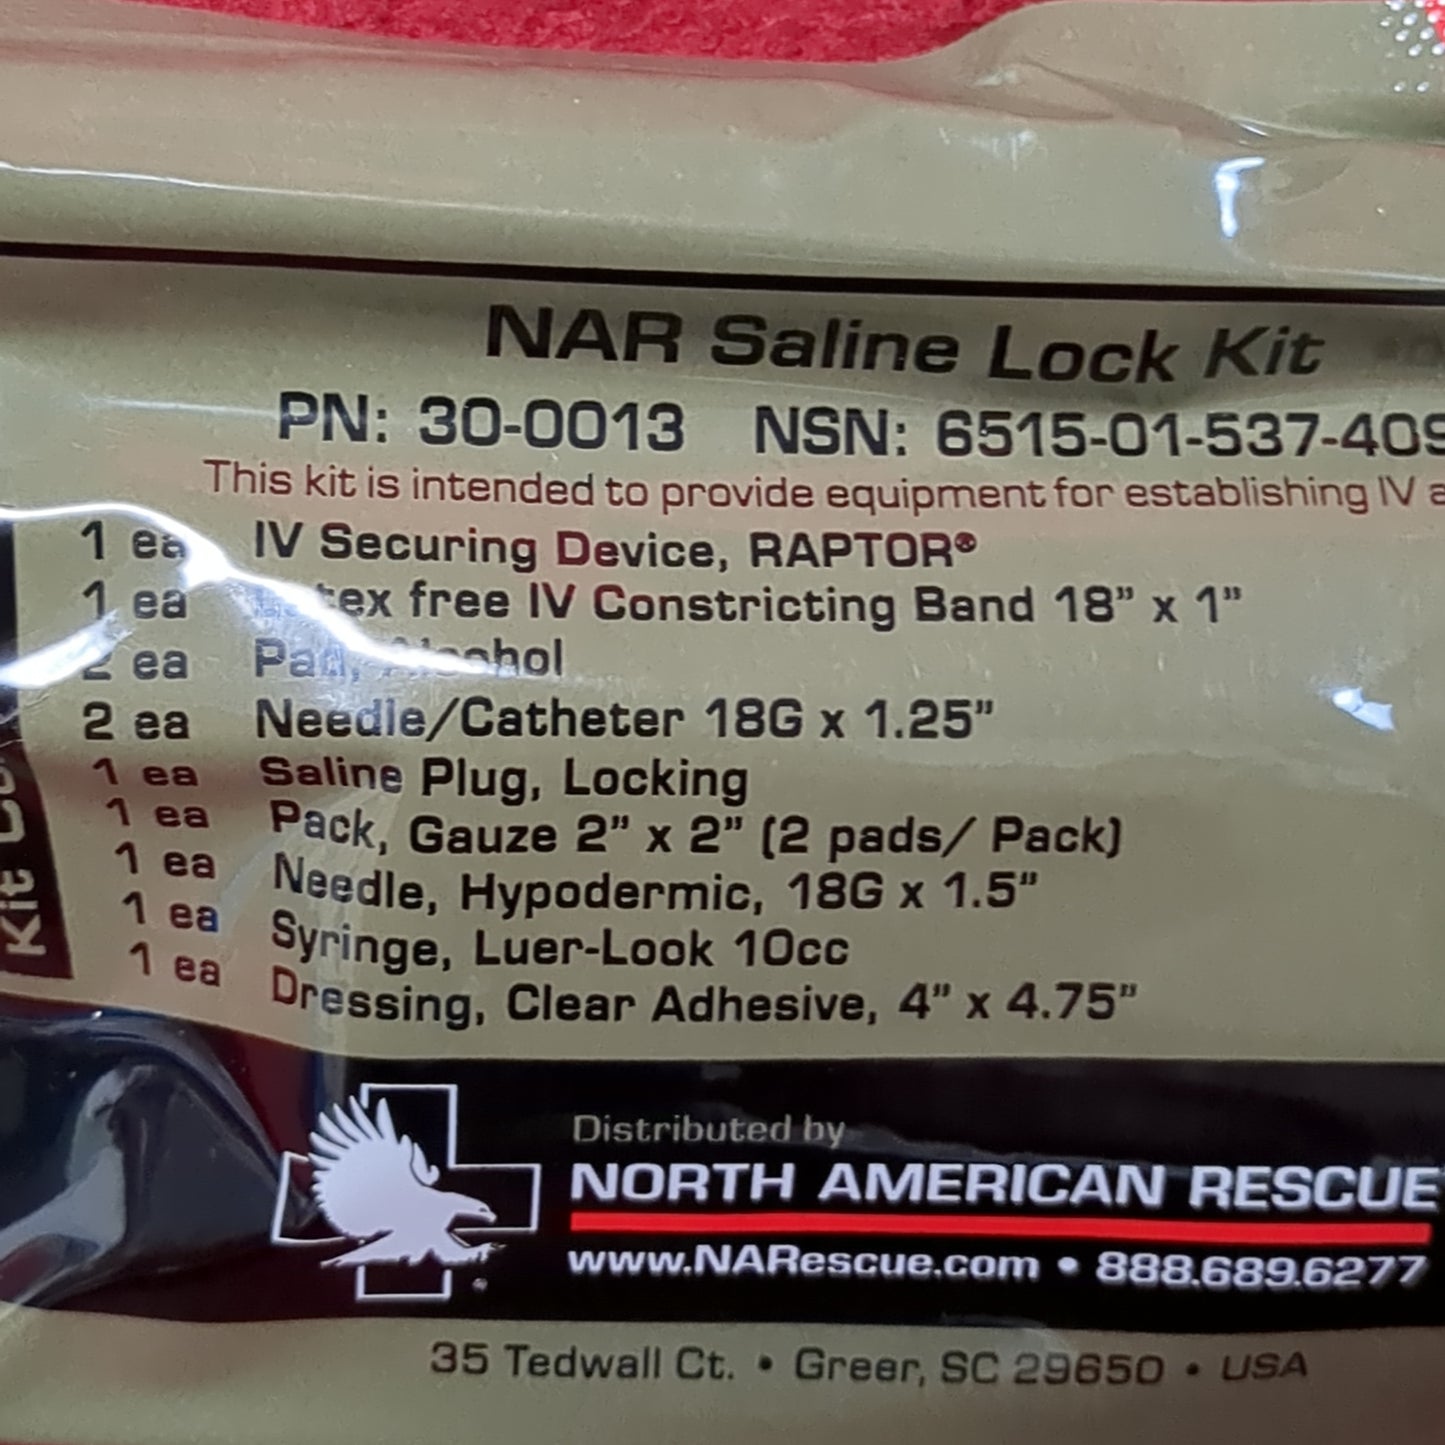 NAR Saline Lock Kit
PN: 30-0013 NSN: 6515-01-537-409
This kit is intended to provide equipment for establishing IV a
1 ea IV Securing Device, RAPTOR®
1 ea tex free IV Constricting Band 18" x 1"
2 ea Pad, Alcohol
2 ea Needle/Catheter 18G x 1.25"
1 ea Saline Plug, Locking
1 ea Pack, Gauze 2" x 2" (2 pads/ Pack)
1 ea Needle, Hypodermic, 18G x 1.5"
1 ea Syringe, Luer-Look 10cc
1 ea Dressing, Clear Adhesive, 4" x 4.75"
Kit Co
Distributed by
NORTH AMERICAN RESCUE
www.NARescue.com • 888.689.6277
35 Tedwall Ct. • Greer, SC 29650 • USA